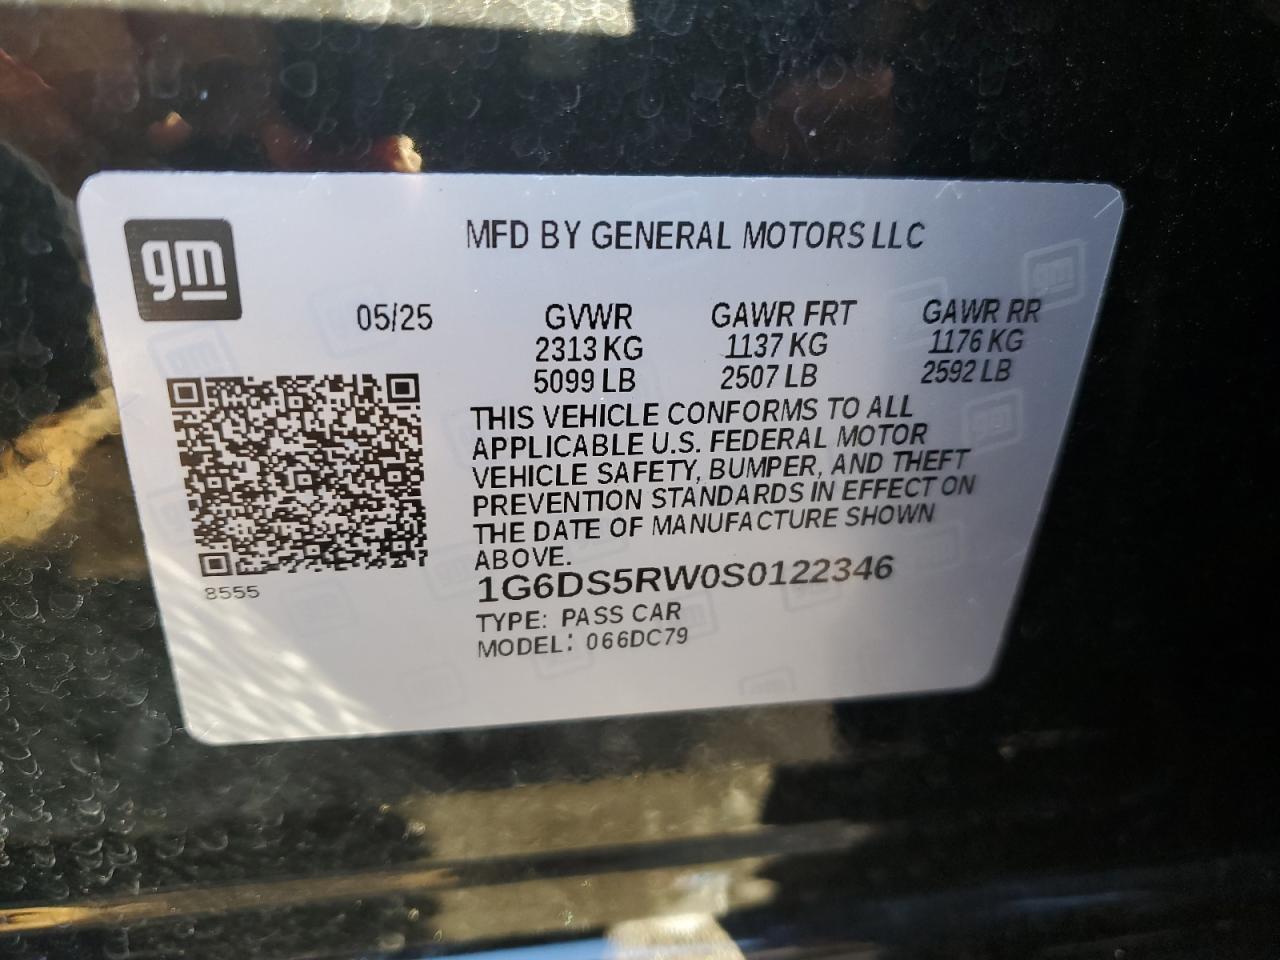 gm
MFD BY GENERAL MOTORS LLC
05/25 GVWR GAWR FRT GAWR RR
2313 KG 1137 KG 1176 KG
5099 LB 2507 LB 2592 LB
THIS VEHICLE CONFORMS TO ALL
APPLICABLE U.S. FEDERAL MOTOR
VEHICLE SAFETY, BUMPER, AND THEFT
PREVENTION STANDARDS IN EFFECT ON
THE DATE OF MANUFACTURE SHOWN
ABOVE.
8555
1G6DS5RW0S0122346
TYPE: PASS CAR
MODEL: 066DC79